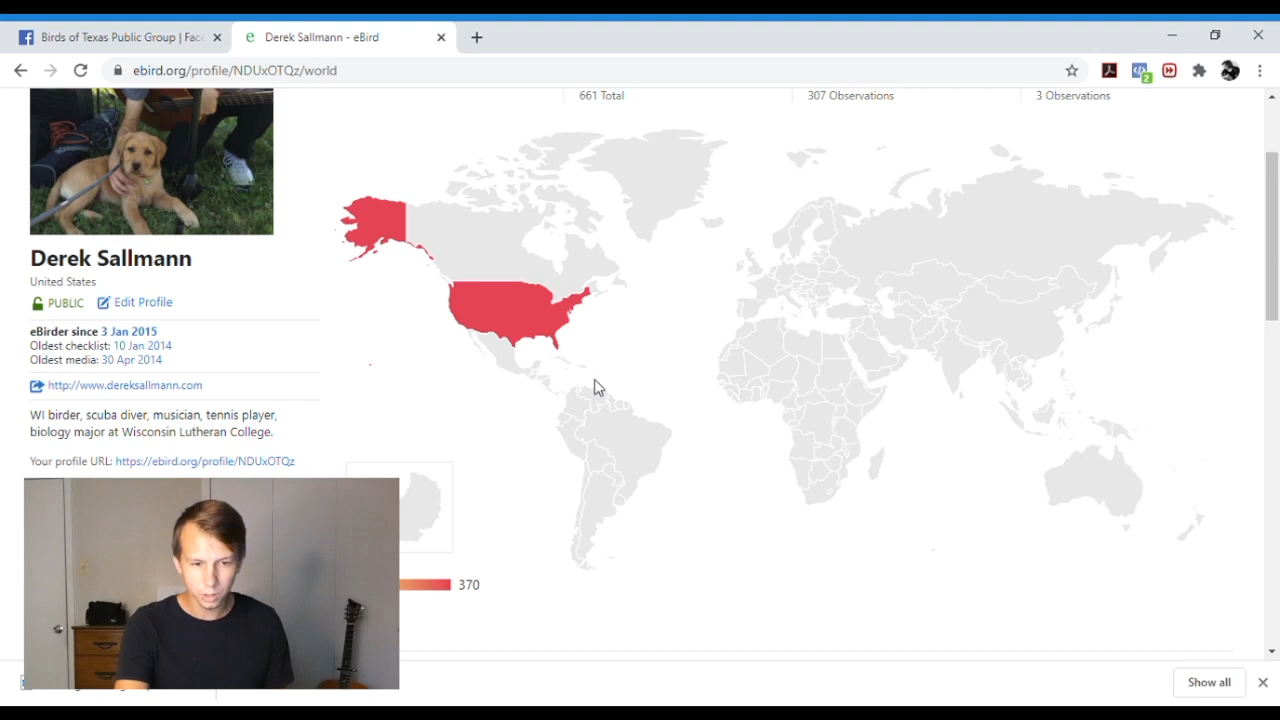 Birds of Texas Public Group | Fac
Derek Sallmann - eBird
ebird.org/profile/NDUxOTQz/world
2
661 Total
307 Observations
3 Observations
Derek Sallmann
United States
PUBLIC Edit Profile
eBirder since 3 Jan 2015
Oldest checklist: 10 Jan 2014
Oldest media: 30 Apr 2014
http://www.dereksallmann.com
WI birder, scuba diver, musician, tennis player,
biology major at Wisconsin Lutheran College.
Your profile URL: https://ebird.org/profile/NDUxOTQz
370
Show all